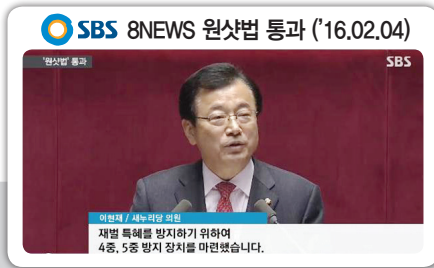 SBS 8NEWS 원샷법 통과 ('16.02.04)
'원샷법' 통과
SBS
이현재 / 새누리당 의원
재벌 특혜를 방지하기 위하여
4중, 5중 방지 장치를 마련했습니다.